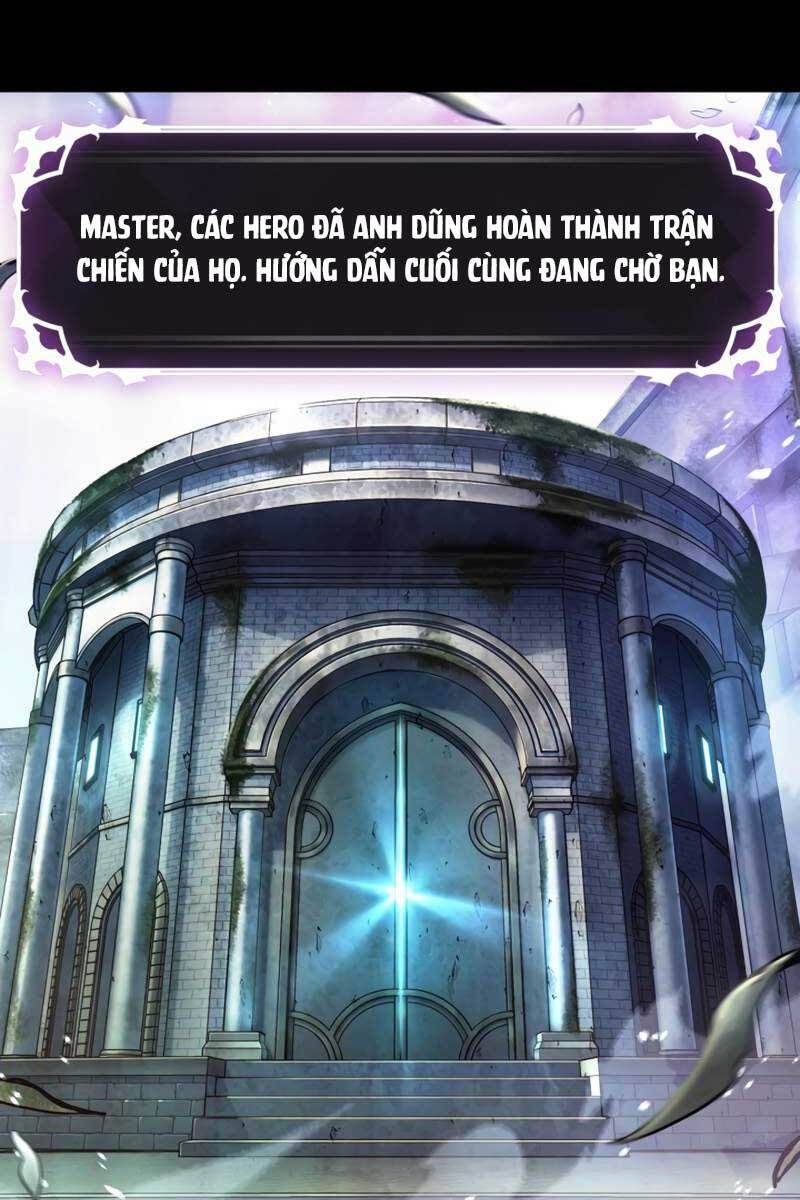 MASTER, CÁC HERO ĐÃ ANH DŨNG HOÀN THÀNH TRẬN
CHIẾN CỦA HỌ. HƯỚNG DẪN CUỐI CÙNG ĐANG CHỜ BẠN.